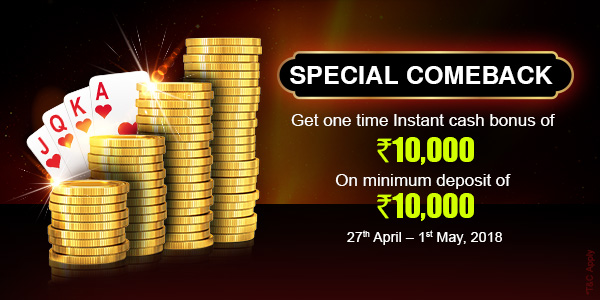 SPECIAL COMEBACK
Get one time Instant cash bonus of
₹10,000
On minimum deposit of
₹10,000
27th April – 1st May, 2018
J
Q
K
A
*T&C Apply